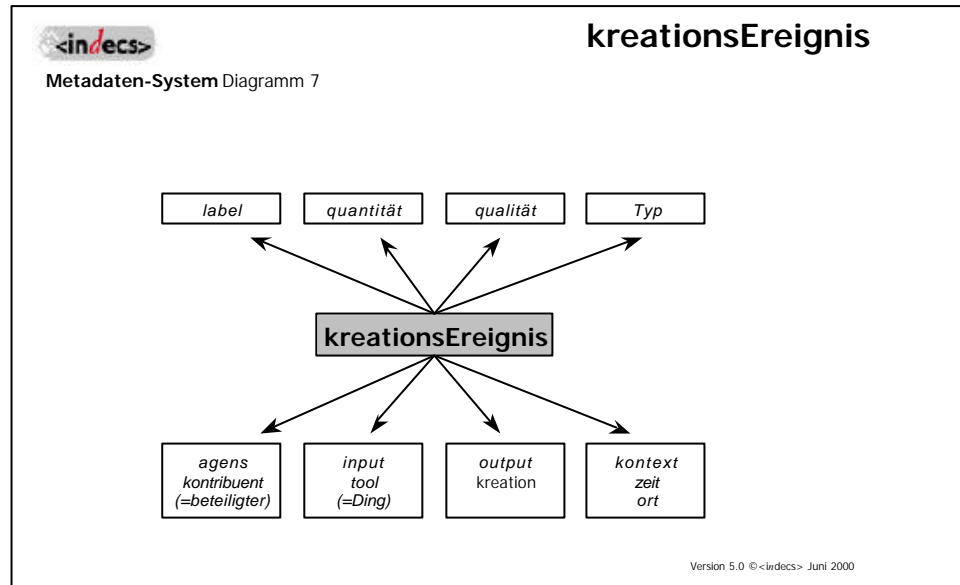 <indecs>
kreationsEreignis
Metadaten-System Diagramm 7
label
quantität
qualität
Typ
kreationsEreignis
agens
kontribuent
(=beteiligter)
input
tool
(=Ding)
output
kreation
kontext
zeit
ort
Version 5.0 ©<indecs> Juni 2000